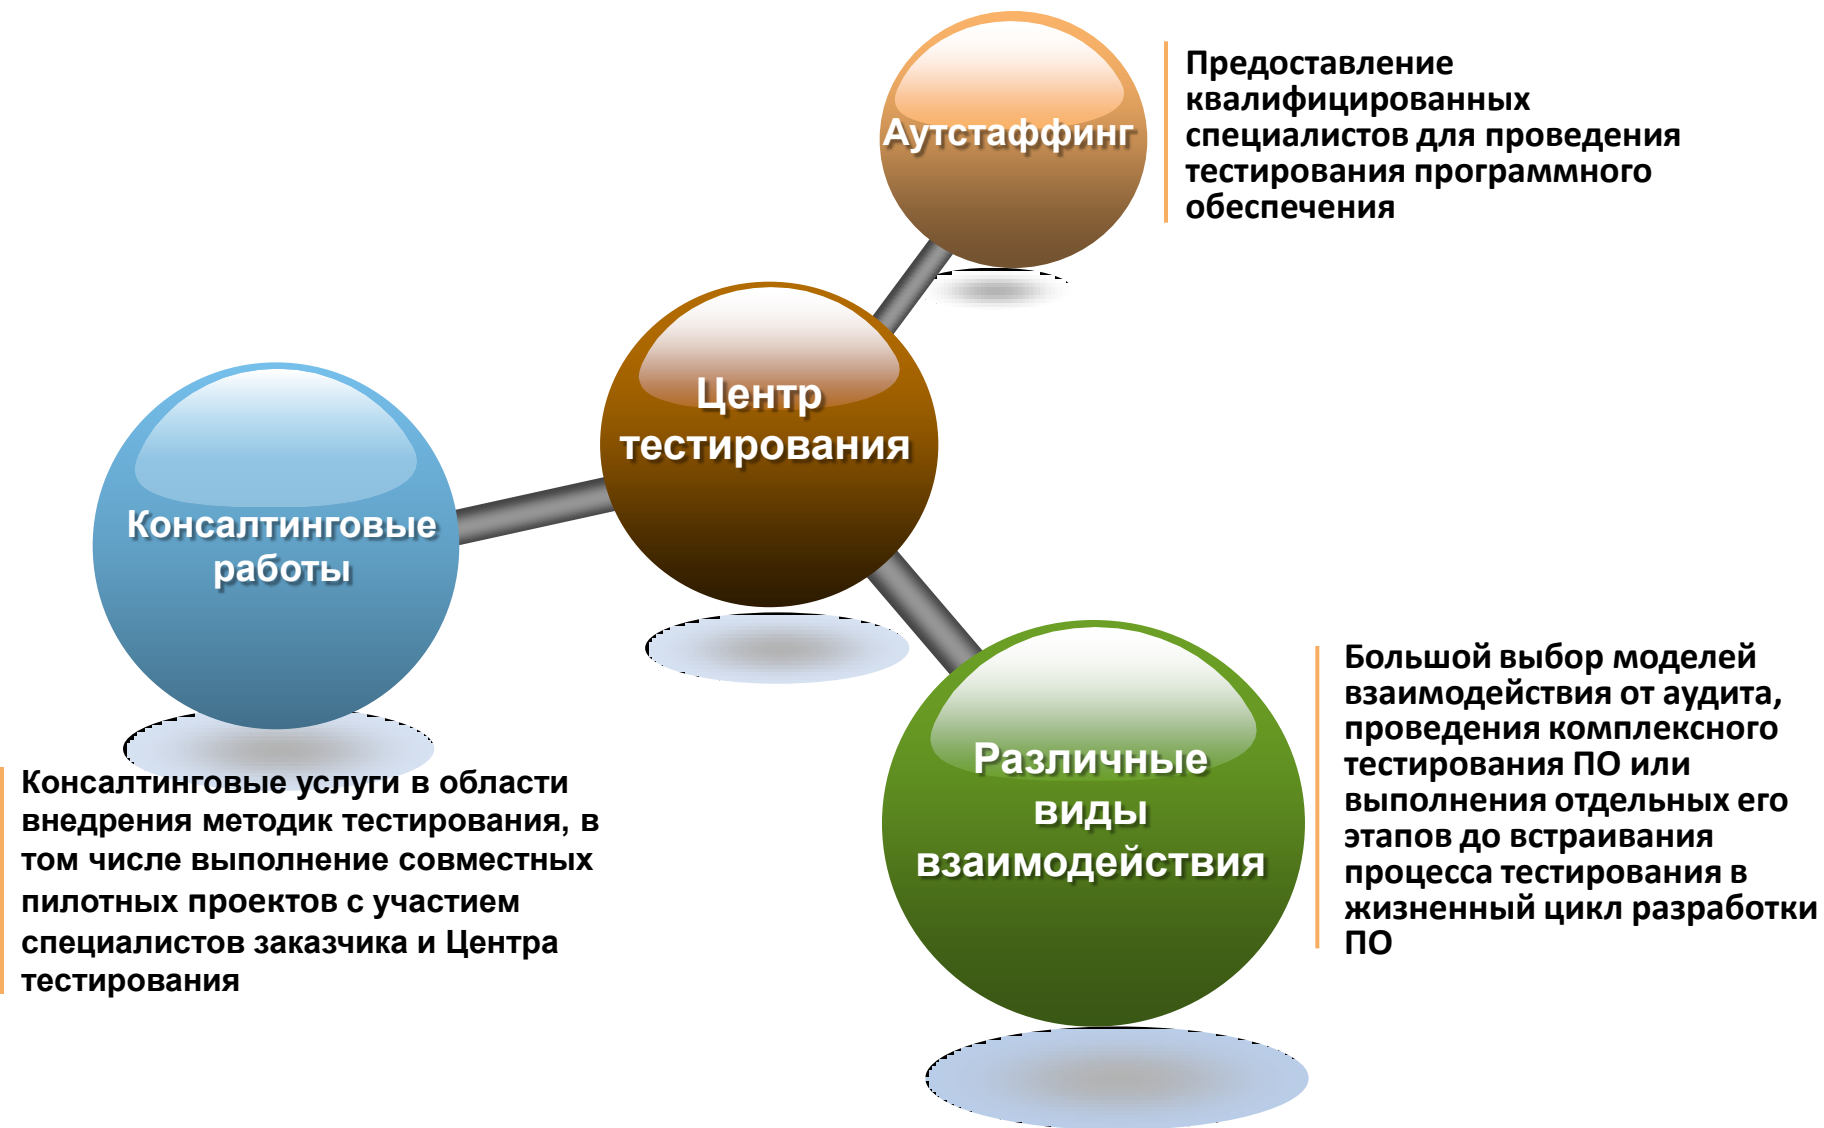 Аутстаффинг
Предоставление
квалифицированных
специалистов для проведения
тестирования программного
обеспечения
Центр
тестирования
Консалтинговые
работы
Консалтинговые услуги в области
внедрения методик тестирования, в
том числе выполнение совместных
пилотных проектов с участием
специалистов заказчика и Центра
тестирования
Различные
виды
взаимодействия
Большой выбор моделей
взаимодействия от аудита,
проведения комплексного
тестирования ПО или
выполнения отдельных его
этапов до встраивания
процесса тестирования в
жизненный цикл разработки
ПО